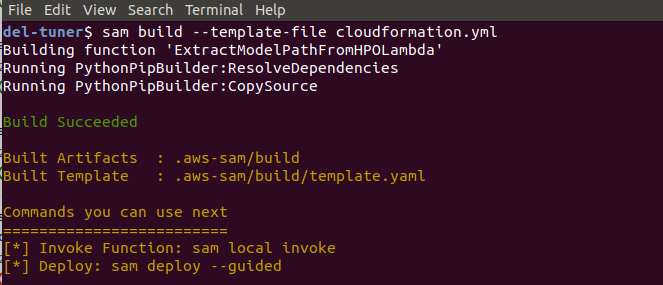 File Edit View Search Terminal Help
del-tuner$ sam build --template-file cloudformation.yml
Building function 'ExtractModelPathFromHPOLambda'
Running PythonPipBuilder:ResolveDependencies
Running PythonPipBuilder:CopySource
Build Succeeded
Built Artifacts  : .aws-sam/build
Built Template   : .aws-sam/build/template.yaml
Commands you can use next
=========================
[*] Invoke Function: sam local invoke
[*] Deploy: sam deploy --guided